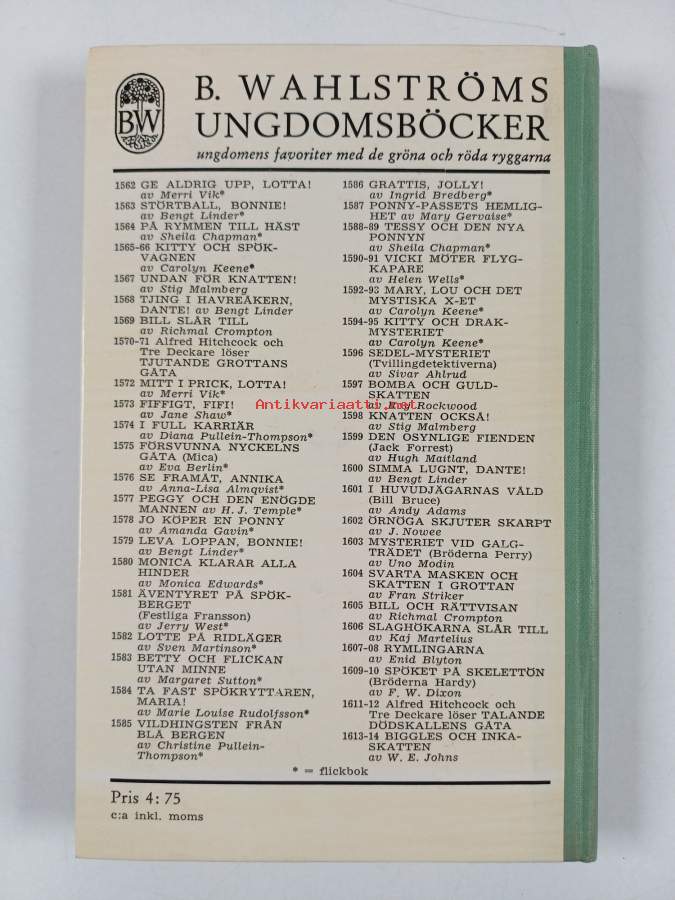 BW
B. WAHLSTRÖMS
UNGDOMSBÖCKER
ungdomens favoriter med de gröna och röda ryggarna
1562 GE ALDRIG UPP, LOTTA!
av Merri Vik*
1563 STÖRTBALL, BONNIE!
av Bengt Linder*
1564 PÅ RYMMEN TILL HÄST
av Sheila Chapman*
1565-66 KITTY OCH SPÖK-
VAGNEN
av Carolyn Keene*
1567 UNDAN FÖR KNATTEN!
av Stig Malmberg
1568 TJING I HAVREÅKERN,
DANTE! av Bengt Linder
1569 BILL SLÅR TILL
av Richmal Crompton
1570-71 Alfred Hitchcock och
Tre Deckare löser
TJUTANDE GROTTANS
GÅTA
1572 MITT I PRICK, LOTTA!
av Merri Vik*
1573 FIFFIGT, FIFI!
av Jane Shaw*
1574 I FULL KARRIÄR
av Diana Pullein-Thompson*
1575 FÖRSVUNNA NYCKELNS
GÅTA (Mica)
av Eva Berlin*
1576 SE FRAMÅT, ANNIKA
av Anna-Lisa Almqvist*
1577 PEGGY OCH DEN ENÖGDE
MANNEN av H. J. Temple*
1578 JO KÖPER EN PONNY
av Amanda Gavin*
1579 LEVA LOPPAN, BONNIE!
av Bengt Linder*
1580 MONICA KLARAR ALLA
HINDER
av Monica Edwards*
1581 ÄVENTYRET PÅ SPÖK-
BERGET
(Festliga Fransson)
av Jerry West*
1582 LOTTE PÅ RIDLÄGER
av Sven Martinson*
1583 BETTY OCH FLICKAN
UTAN MINNE
av Margaret Sutton*
1584 TA FAST SPÖKRYTTAREN,
MARIA!
av Marie Louise Rudolfsson*
1585 VILDHINGSTEN FRÅN
BLÅ BERGEN
av Christine Pullein-
Thompson*
1586 GRATTIS, JOLLY!
av Ingrid Bredberg*
1587 PONNY-PASSETS HEMLIG-
HET av Mary Gervaise*
1588-89 TESSY OCH DEN NYA
PONNYN
av Sheila Chapman*
1590-91 VICKI MÖTER FLYG-
KAPARE
av Helen Wells*
1592-93 MARY, LOU OCH DET
MYSTISKA X-ET
av Carolyn Keene*
1594-95 KITTY OCH DRAK-
MYSTERIET
av Carolyn Keene*
1596 SEDEL-MYSTERIET
(Tvillingdetektiverna)
av Sivar Ahlrud
1597 BOMBA OCH GULD-
SKATTEN
av Roy Rockwood
1598 KNATTEN OCKSÅ!
av Stig Malmberg
1599 DEN OSYNLIGE FIENDEN
(Jack Forrest)
av Hugh Maitland
1600 SIMMA LUGNT, DANTE!
av Bengt Linder
1601 I HUVUDJÄGARNAS VÅLD
(Bill Bruce)
av Andy Adams
1602 ÖRNÖGA SKJUTER SKARPT
av J. Nowee
1603 MYSTERIET VID GALG-
TRÄDET (Bröderna Perry)
av Uno Modin
1604 SVARTA MASKEN OCH
SKATTEN I GROTTAN
av Fran Striker
1605 BILL OCH RÄTTVISAN
av Richmal Crompton
1606 SLAGHÖKARNA SLÅR TILL
av Kaj Martelius
1607-08 RYMLINGARNA
av Enid Blyton
1609-10 SPÖKET PÅ SKELETTÖN
(Bröderna Hardy)
av F. W. Dixon
1611-12 Alfred Hitchcock och
Tre Deckare löser TALANDE
DÖDSKALLENS GÅTA
1613-14 BIGGLES OCH INKA-
SKATTEN
av W. E. Johns
* = flickbok
Pris 4: 75
c:a inkl. moms
Antikvariaatti.net